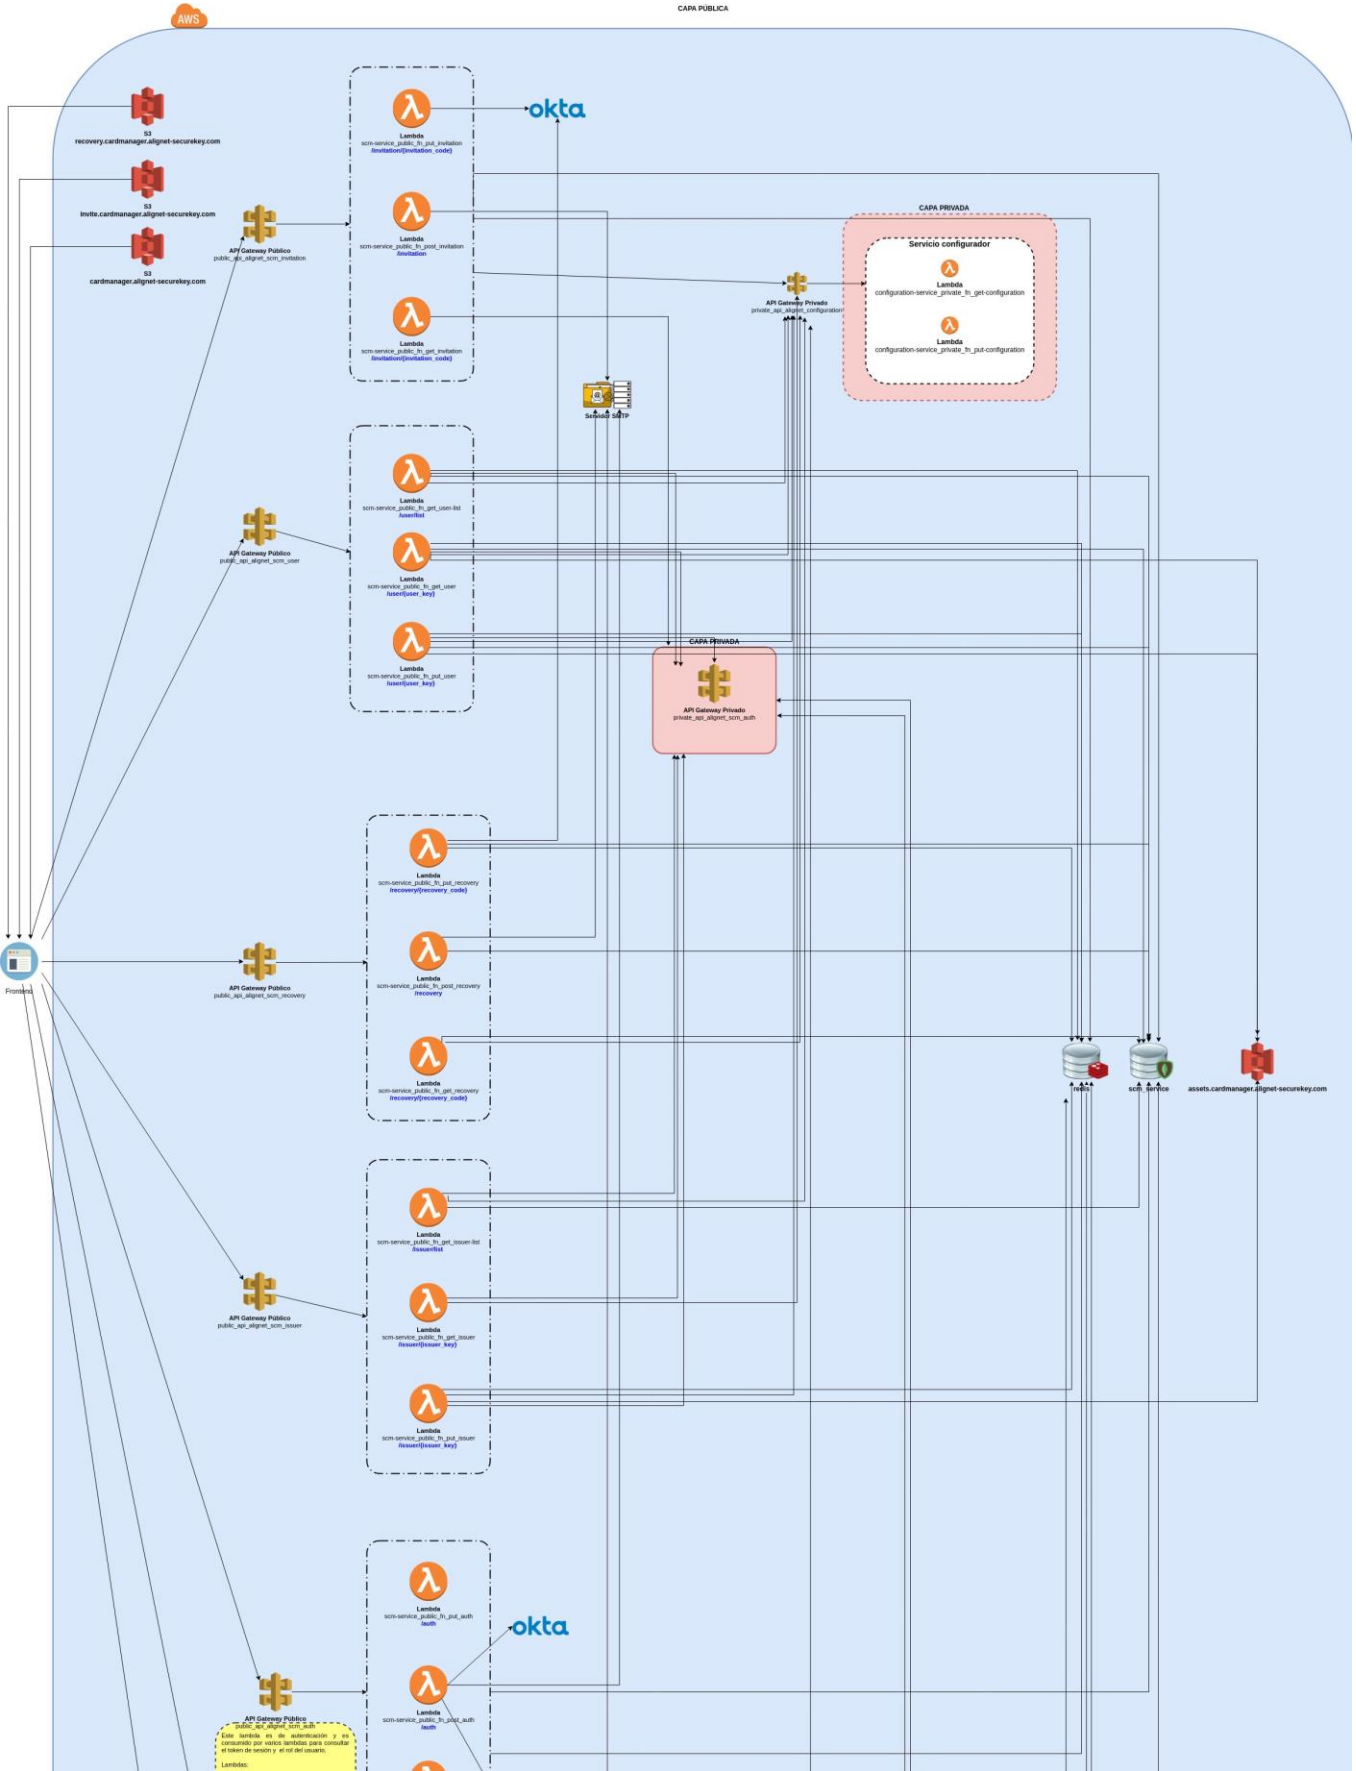 CAPA PÚBLICA
AWS
S3
recovery.cardmanager.alignet-securekey.com
S3
invite.cardmanager.alignet-securekey.com
S3
cardmanager.alignet-securekey.com
API Gateway Público
public_api_alignet_scm_invitation
Lambda
scm-service_public_fn_put_invitation
/invitation/{invitation_code}
okta
Lambda
scm-service_public_fn_post_invitation
/invitation
Lambda
scm-service_public_fn_get_invitation
/invitation/{invitation_code}
API Gateway Privado
private_api_alignet_configuration
CAPA PRIVADA
Servicio configurador
Lambda
configuration-service_private_fn_get-configuration
Lambda
configuration-service_private_fn_put-configuration
Servidor SMTP
API Gateway Público
public_api_alignet_scm_user
Lambda
scm-service_public_fn_get_user-list
/user/list
Lambda
scm-service_public_fn_get_user
/user/{user_key}
Lambda
scm-service_public_fn_put_user
/user/{user_key}
CAPA PRIVADA
API Gateway Privado
private_api_alignet_scm_auth
Frontend
API Gateway Público
public_api_alignet_scm_recovery
Lambda
scm-service_public_fn_put_recovery
/recovery/{recovery_code}
Lambda
scm-service_public_fn_post_recovery
/recovery
Lambda
scm-service_public_fn_get_recovery
/recovery/{recovery_code}
redis
scm_service
assets.cardmanager.alignet-securekey.com
API Gateway Público
public_api_alignet_scm_issuer
Lambda
scm-service_public_fn_get_issuer-list
/issuer/list
Lambda
scm-service_public_fn_get_issuer
/issuer/{issuer_key}
Lambda
scm-service_public_fn_put_issuer
/issuer/{issuer_key}
Lambda
scm-service_public_fn_put_auth
/auth
okta
Lambda
scm-service_public_fn_post_auth
/auth
API Gateway Público
public_api_alignet_scm_auth
Este lambda es de autenticación y es
consumido por varios lambdas para consultar
el token de sesión y el rol del usuario.
Lambdas: